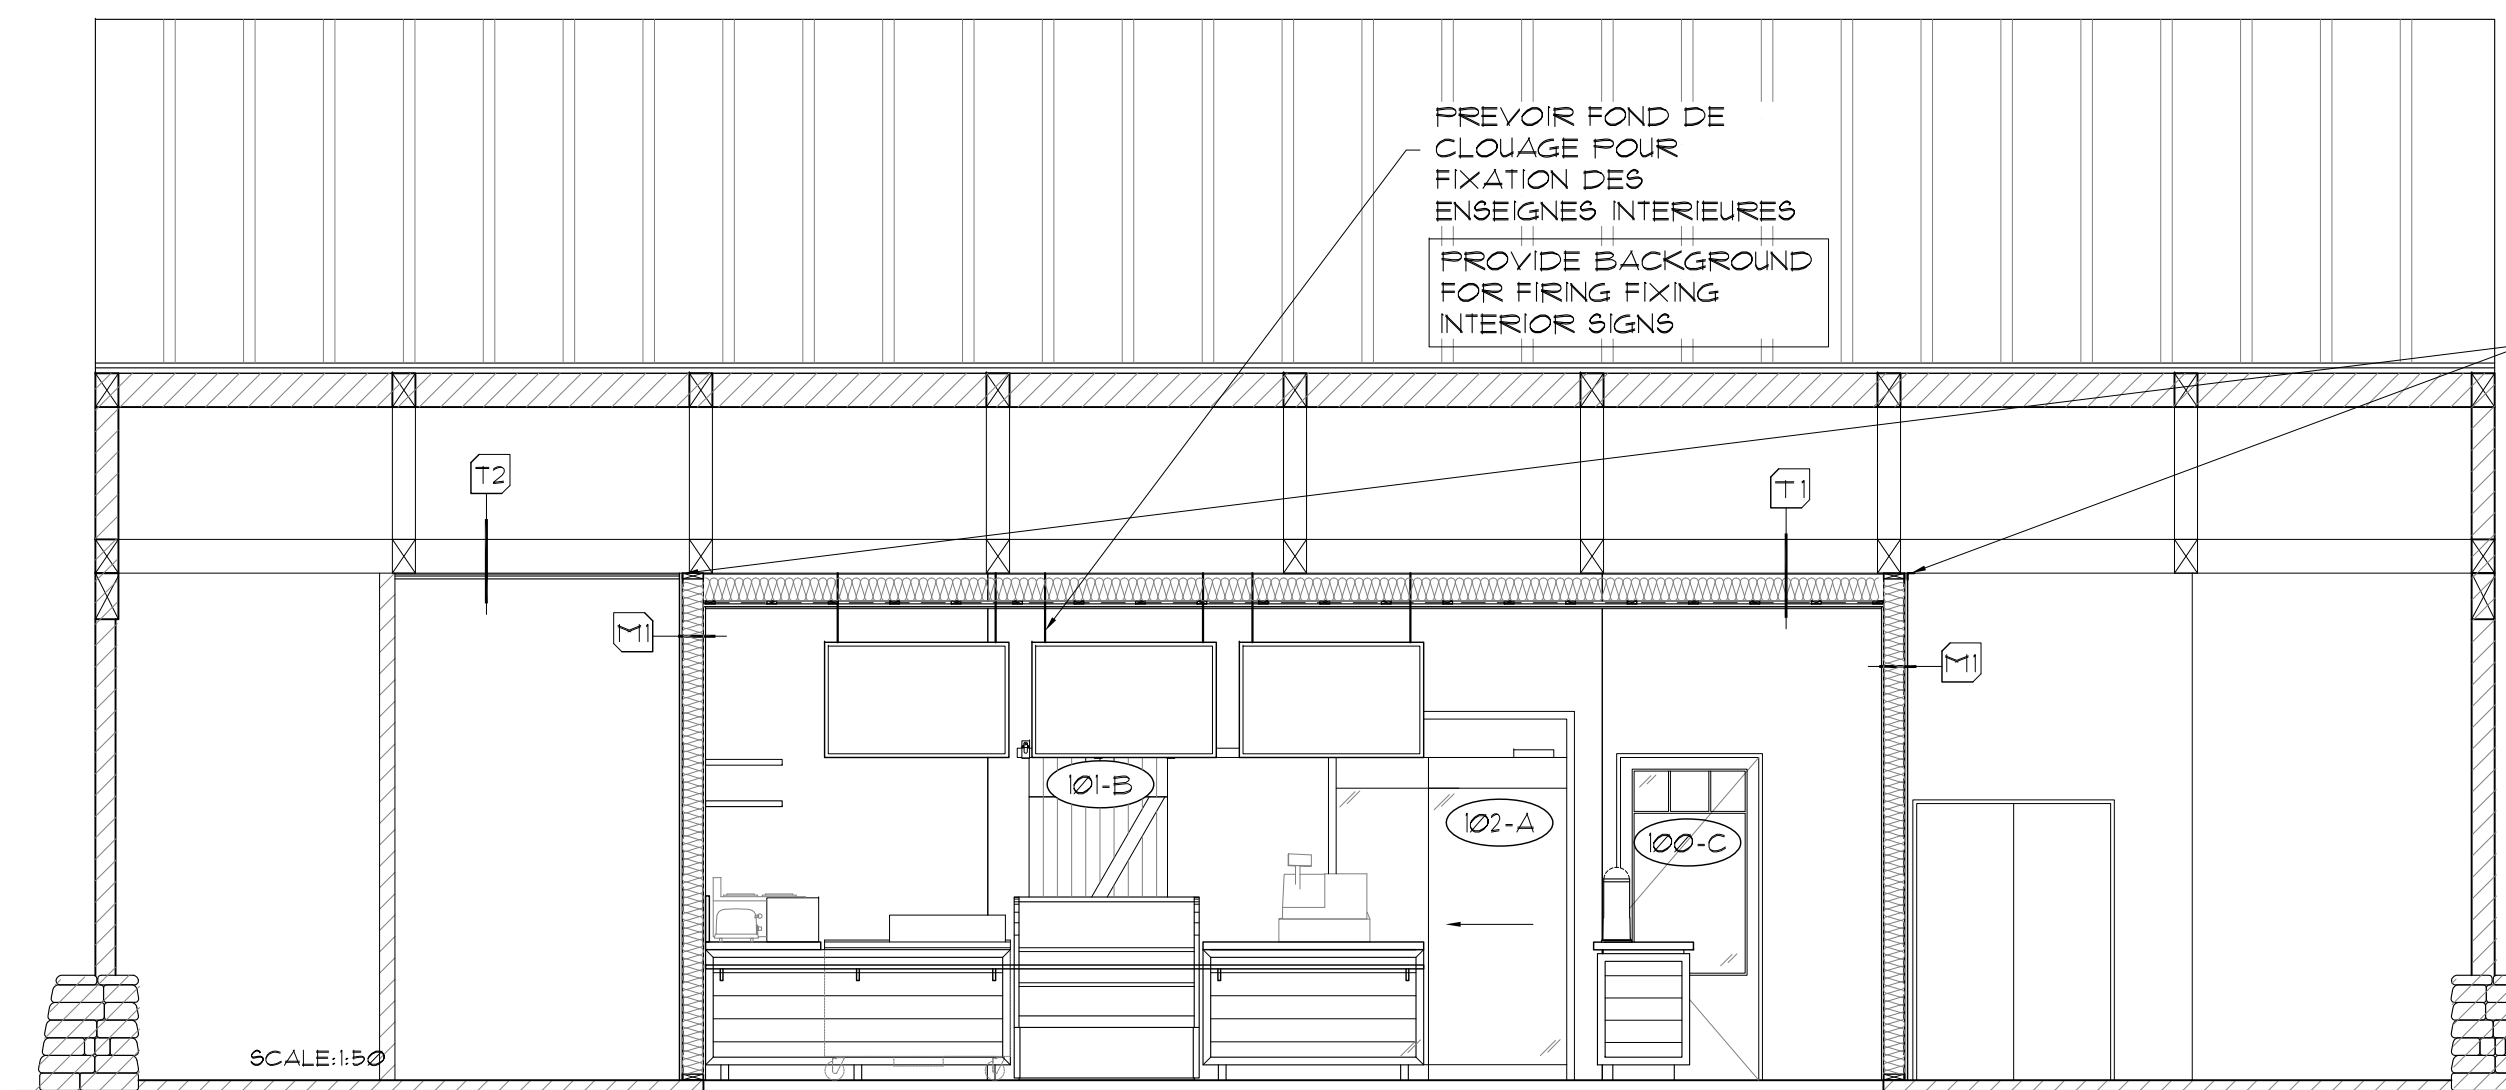 PREVOIR FOND DE
CLOUAGE POUR
FIXATION DES
ENSEIGNES INTERIEURES
PROVIDE BACKGROUND
FOR FIRING FIXING
INTERIOR SIGNS
T2
T1
M1
M1
101-B
102-A
100-C
SCALE:1:50